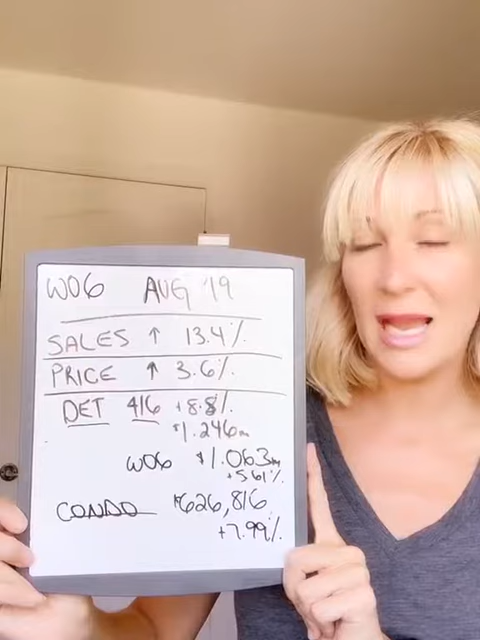 W06 AUG '19
SALES ↑ 13.4%
PRICE ↑ 3.6%
DET 416 +8.8%
$1.246m
W06 $1.063m
+5.61%
CONDO $626,816
+7.99%